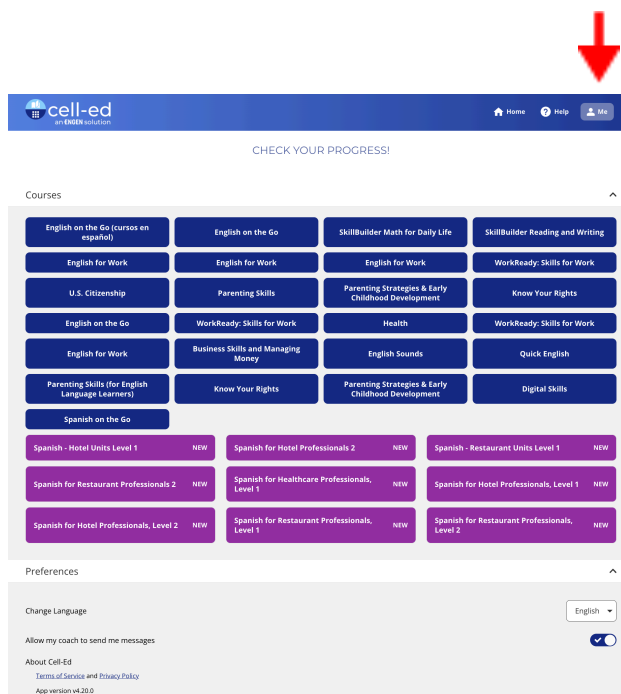 cell-ed
an ENGEN solution
Home
Help
Me
CHECK YOUR PROGRESS!
Courses
English on the Go (cursos en
español)
English on the Go
SkillBuilder Math for Daily Life
SkillBuilder Reading and Writing
English for Work
English for Work
English for Work
WorkReady: Skills for Work
U.S. Citizenship
Parenting Skills
Parenting Strategies & Early
Childhood Development
Know Your Rights
English on the Go
WorkReady: Skills for Work
Health
WorkReady: Skills for Work
English for Work
Business Skills and Managing
Money
English Sounds
Quick English
Parenting Skills (for English
Language Learners)
Know Your Rights
Parenting Strategies & Early
Childhood Development
Digital Skills
Spanish on the Go
Spanish - Hotel Units Level 1 NEW
Spanish for Hotel Professionals 2 NEW
Spanish - Restaurant Units Level 1 NEW
Spanish for Restaurant Professionals 2 NEW
Spanish for Healthcare Professionals,
Level 1 NEW
Spanish for Hotel Professionals, Level 1 NEW
Spanish for Hotel Professionals, Level 2 NEW
Spanish for Restaurant Professionals,
Level 1 NEW
Spanish for Restaurant Professionals,
Level 2 NEW
Preferences
Change Language
English
Allow my coach to send me messages
About Cell-Ed
Terms of Service and Privacy Policy
App version v4.20.0